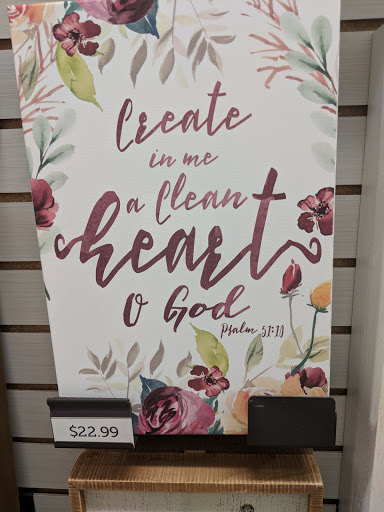 Create
in me
a Clean
heart
O God
Psalm 51:10
$22.99